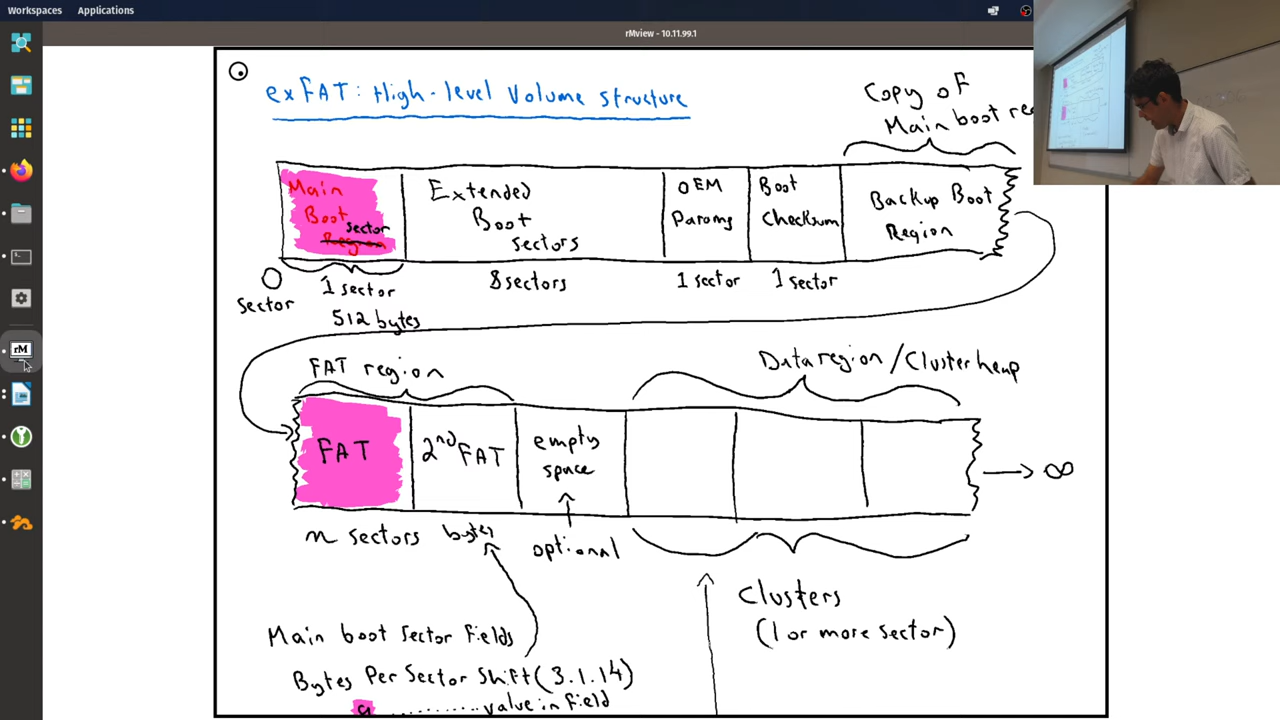 Workspaces Applications
rMview - 10.11.99.1
exFAT: High-level Volume Structure
Copy of
Main boot
Main
Boot
sector
Region
Extended
Boot
sectors
OEM
Params
Boot
Checksum
Backup Boot
Region
0
Sector
1 sector
512 bytes
8 sectors
1 sector
1 sector
FAT region
Data region / Cluster heap
FAT
2nd FAT
empty
space
→ ∞
n sectors
bytes
optional
Clusters
(1 or more sector)
Main boot sector fields
Bytes Per Sector Shift (3.1.14)
9 .......... value in field
rM